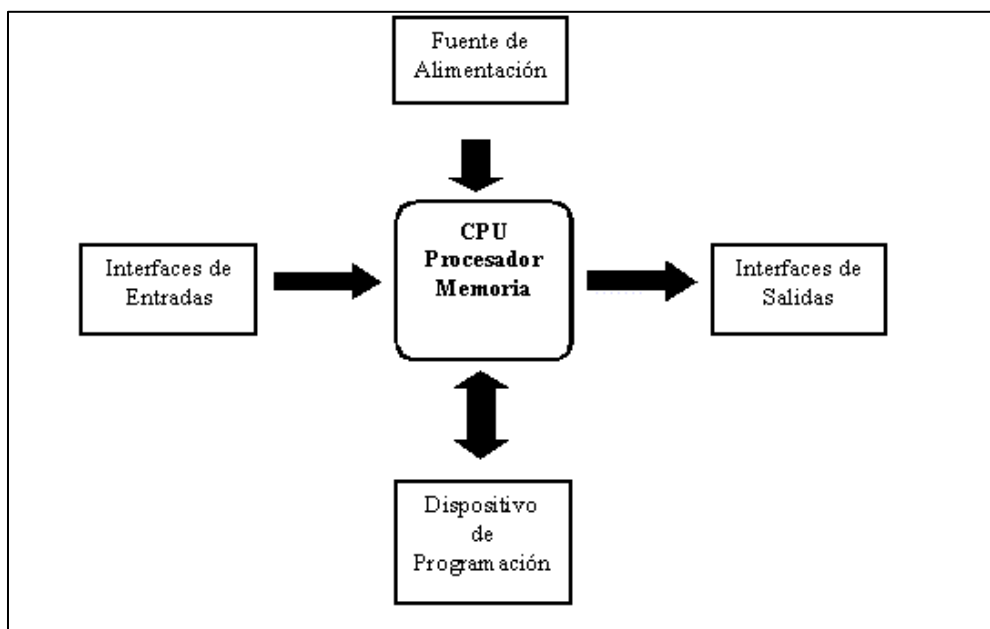 Fuente de
Alimentación
CPU
Procesador
Memoria
Interfaces de
Entradas
Interfaces de
Salidas
Dispositivo
de
Programación